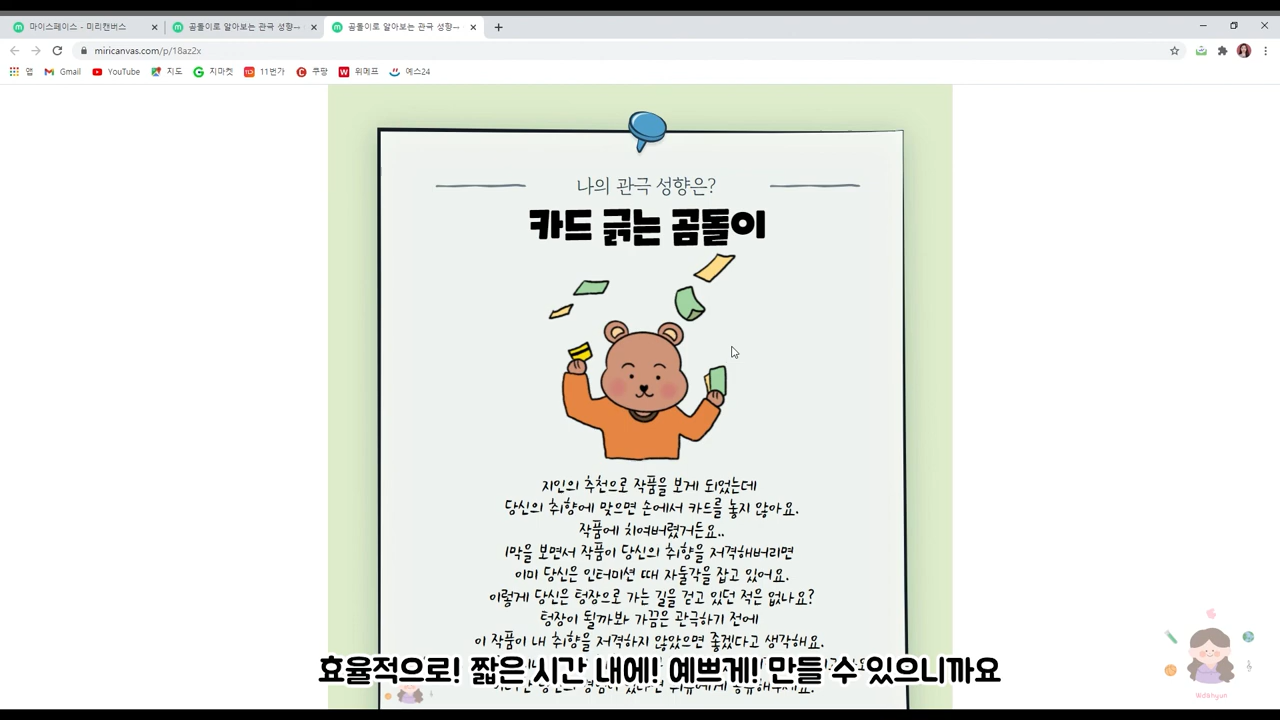 마이스페이스 - 미리캔버스
곰돌이로 알아보는 관극 성향
곰돌이로 알아보는 관극 성향
miricanvas.com/p/18az2x
앱 Gmail YouTube 지도 지마켓 11번가 쿠팡 위메프 예스24
나의 관극 성향은?
카드 긁는 곰돌이
지인의 추천으로 작품을 보게 되었는데
당신의 취향에 맞으면 손에서 카드를 놓지 않아요.
작품에 치여버렸거든요..
1막을 보면서 작품이 당신의 취향을 저격해버리면
이미 당신은 인터미션 때 자둘각을 잡고 있어요.
이렇게 당신은 텅장으로 가는 길을 걷고 있던 적은 없나요?
텅장이 될까봐 가끔은 관극하기 전에
이 작품이 내 취향을 저격하지 않았으면 좋겠다고 생각해요.
효율적으로! 짧은 시간 내에! 예쁘게! 만들 수 있으니까요